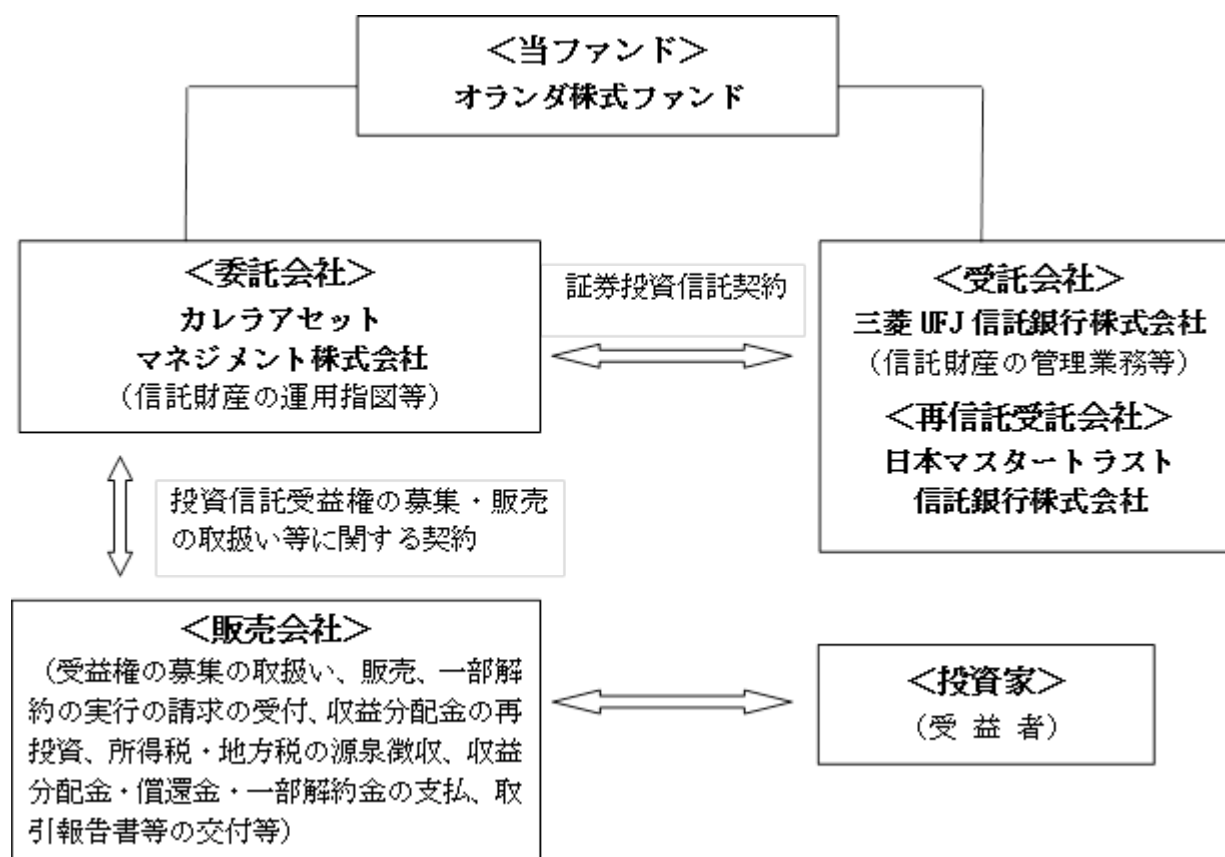 ＜当ファンド＞
オランダ株式ファンド
＜委託会社＞
カレラアセット
マネジメント株式会社
（信託財産の運用指図等）
証券投資信託契約
＜受託会社＞
三菱 UFJ 信託銀行株式会社
（信託財産の管理業務等）
＜再信託受託会社＞
日本マスタートラスト
信託銀行株式会社
投資信託受益権の募集・販売
の取扱い等に関する契約
＜販売会社＞
（受益権の募集の取扱い、販売、一部解
約の実行の請求の受付、収益分配金の再
投資、所得税・地方税の源泉徴収、収益
分配金・償還金・一部解約金の支払、取
引報告書等の交付等）
＜投資家＞
（受 益 者）